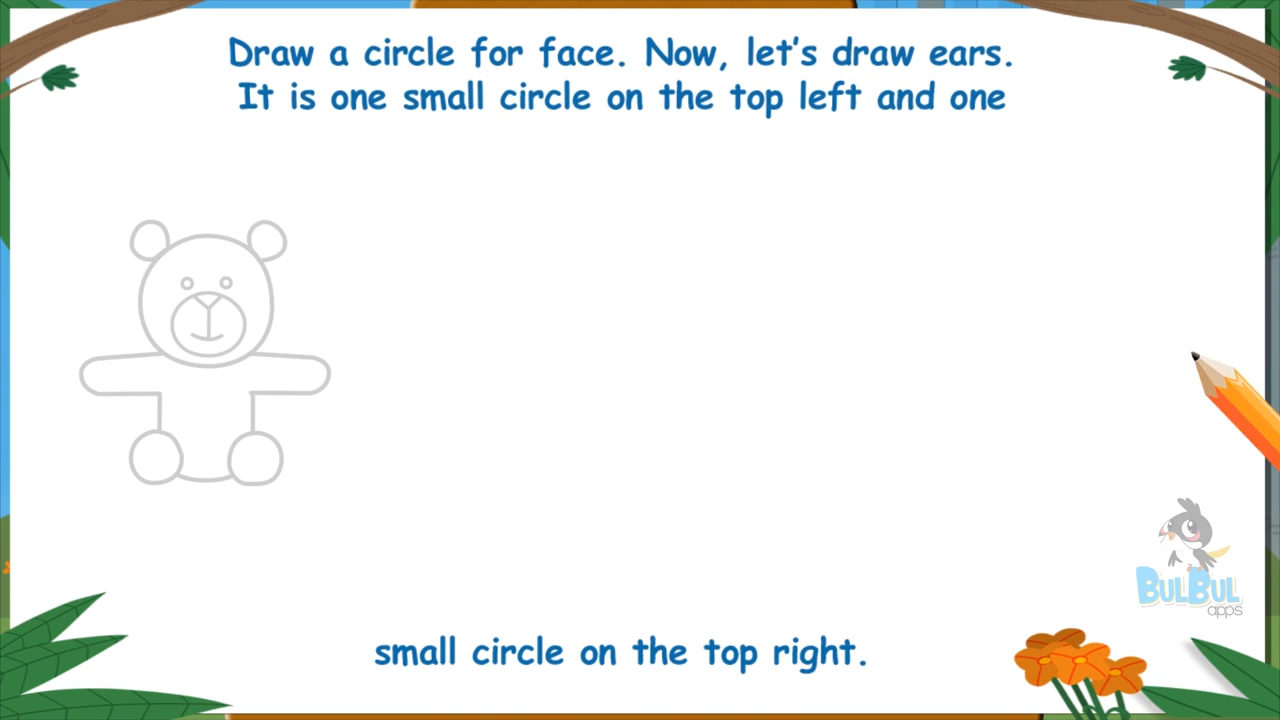 Draw a circle for face. Now, let's draw ears.
It is one small circle on the top left and one
small circle on the top right.
BULBUL
apps